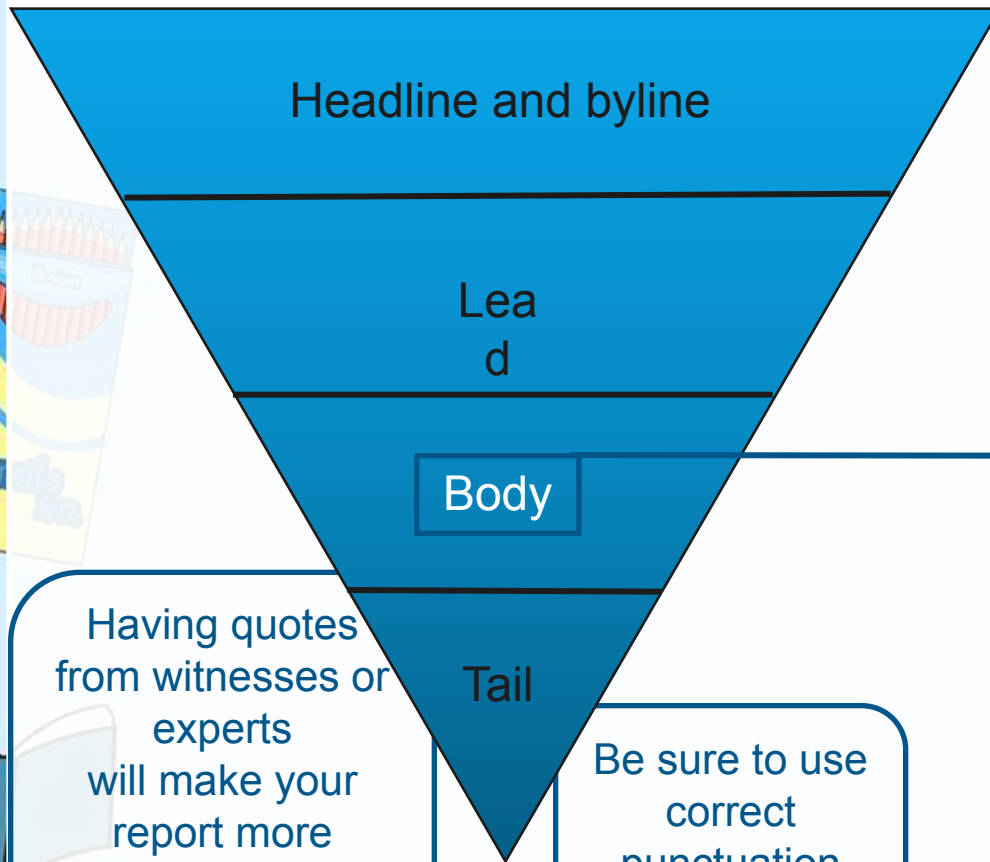 Headline and byline
Lea
d
Body
Having quotes
from witnesses or
experts
will make your
report more
Tail
Be sure to use
correct
punctuation